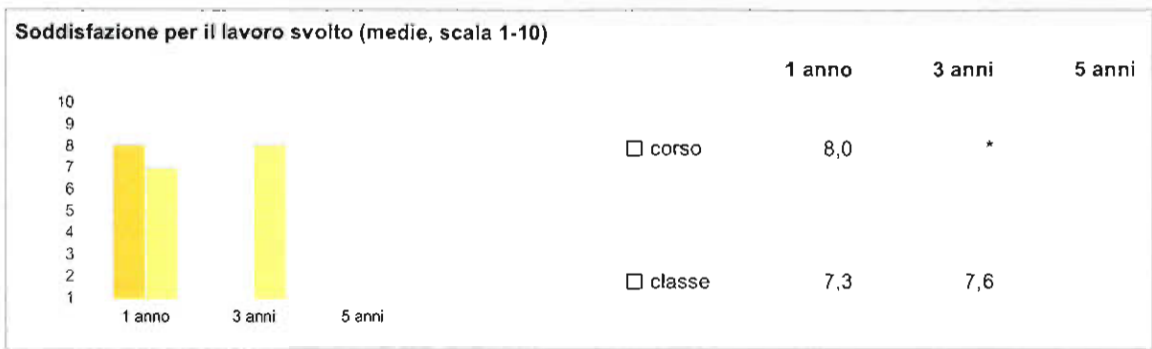 Soddisfazione per il lavoro svolto (medie, scala 1-10)
1 anno 3 anni 5 anni
10
9
8
7
6
5
4
3
2
1
1 anno 3 anni 5 anni
corso 8,0 *
classe 7,3 7,6